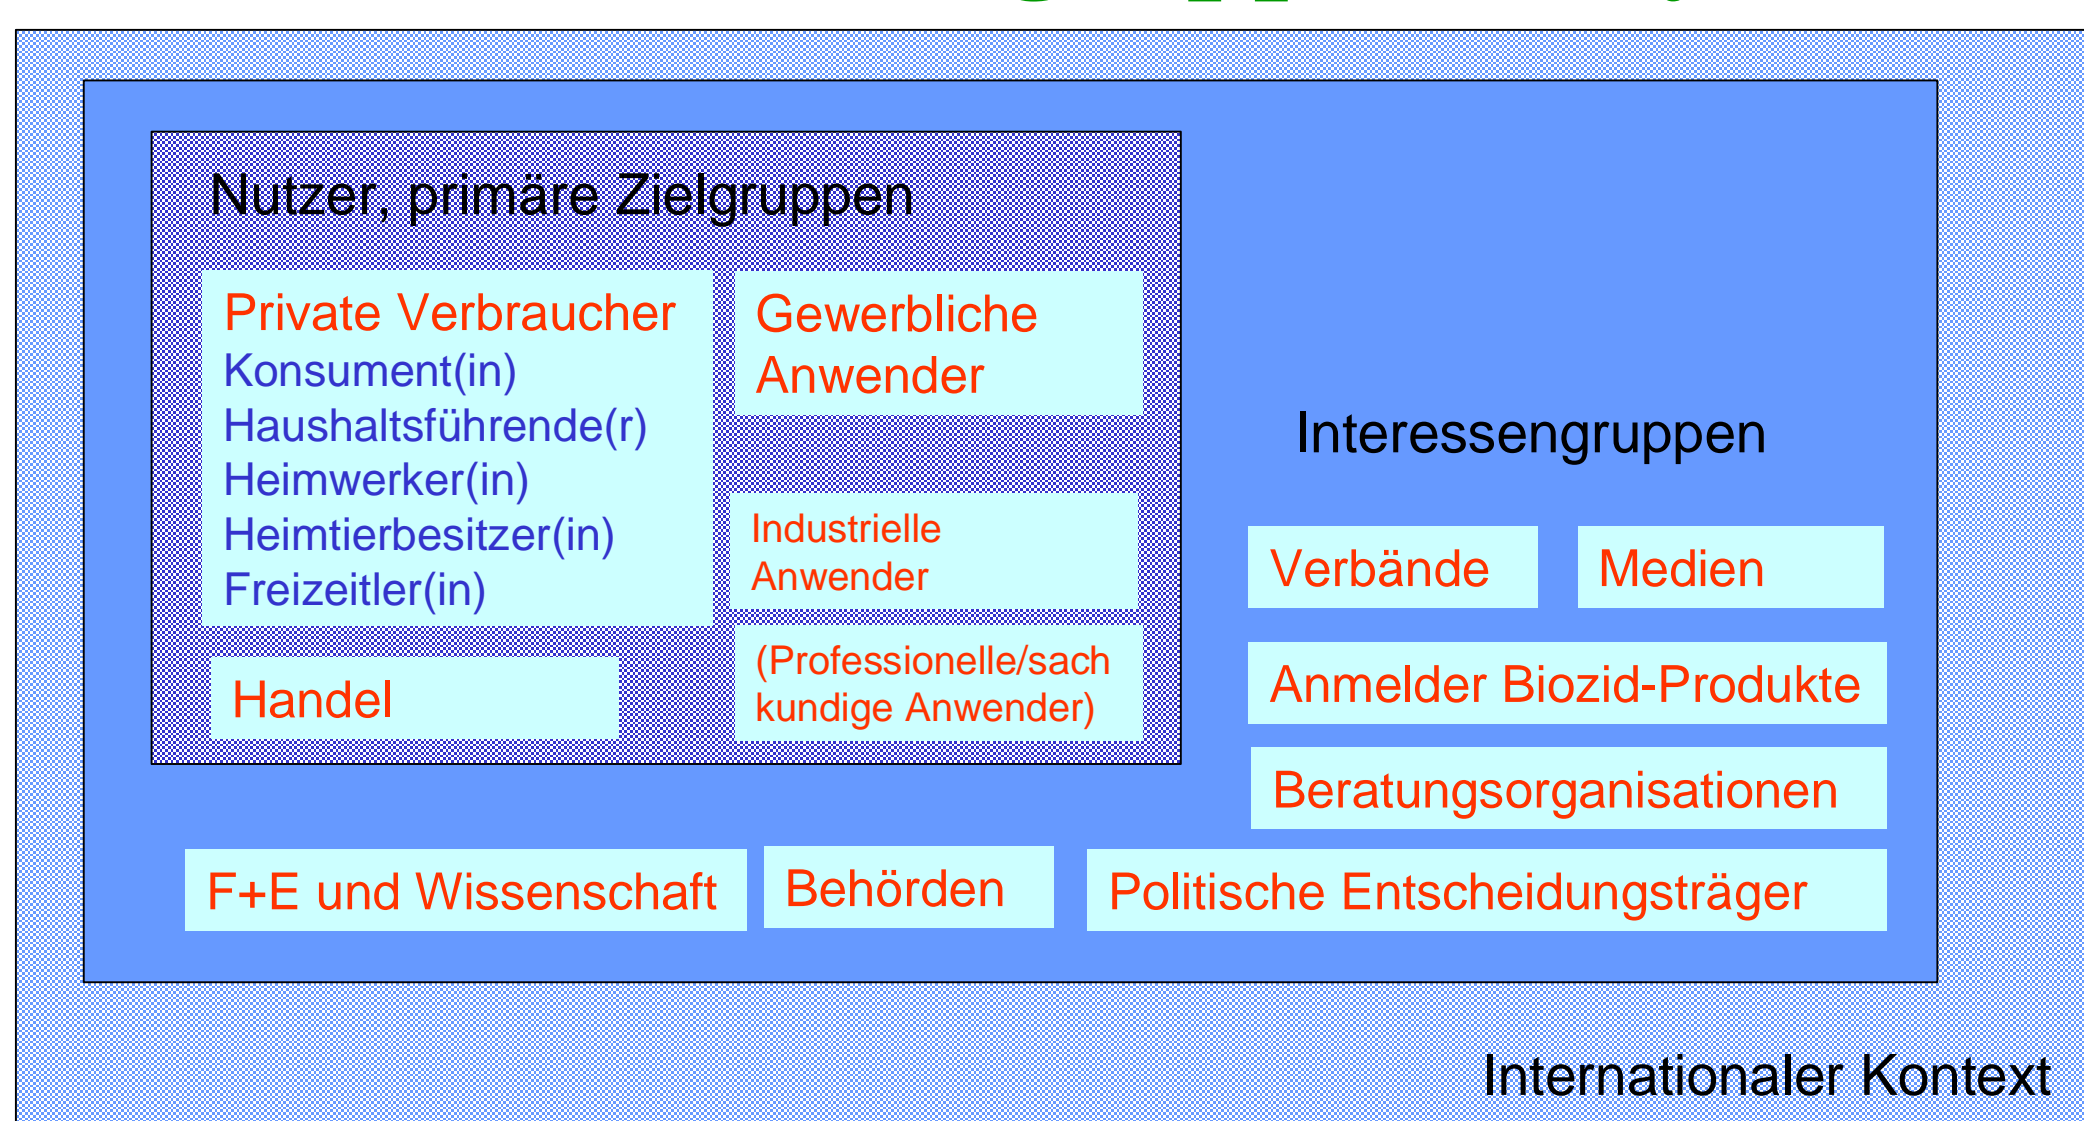 Nutzer, primäre Zielgruppen
Private Verbraucher
Konsument(in)
Haushaltsführende(r)
Heimwerker(in)
Heimtierbesitzer(in)
Freizeitler(in)
Handel
Gewerbliche
Anwender
Industrielle
Anwender
(Professionelle/sach
kundige Anwender)
Interessengruppen
Verbände
Medien
Anmelder Biozid-Produkte
Beratungsorganisationen
F+E und Wissenschaft
Behörden
Politische Entscheidungsträger
Internationaler Kontext